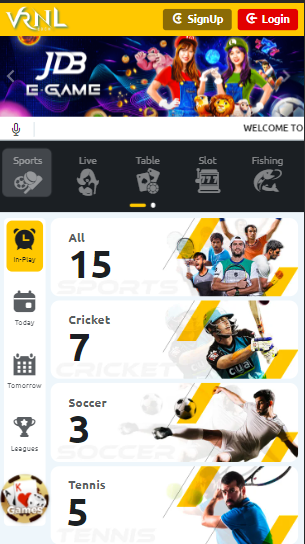 VRNL
SignUp
Login
JDB
E-GAME
WELCOME TO
Sports
Live
Table
Slot
Fishing
In-Play
All
15
SPORTS
Today
Cricket
7
CRICKET
Tomorrow
Soccer
3
SOCCER
Leagues
Tennis
5
TENNIS
K
Games